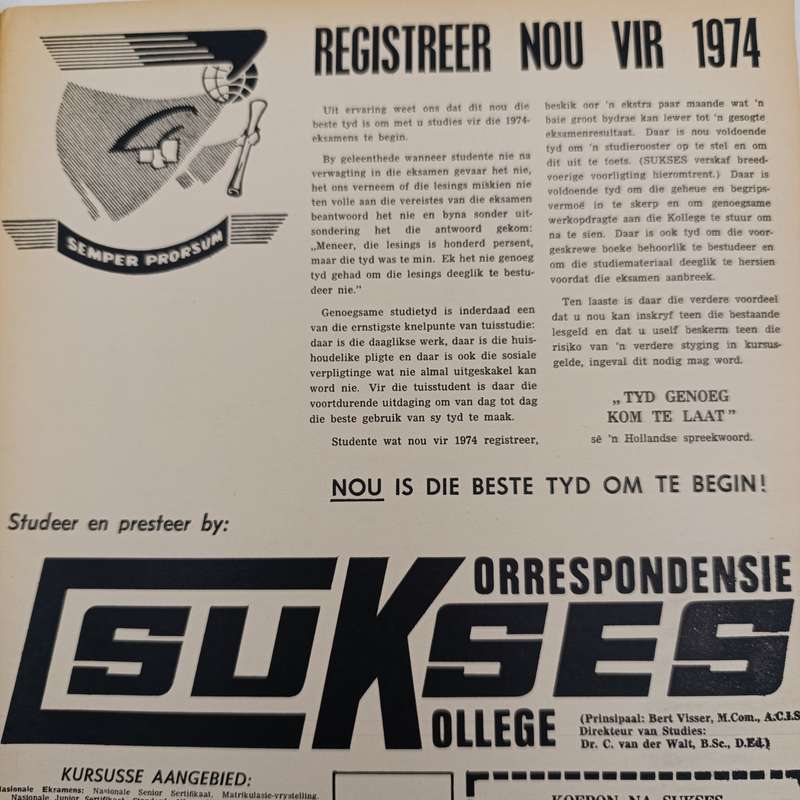 REGISTREER NOU VIR 1974
SEMPER PRORSUM
Uit ervaring weet ons dat dit nou die
beste tyd is om met u studies vir die 1974-
eksamens te begin.
By geleenthede wanneer studente nie na
verwagting in die eksamen gevaar het nie,
het ons verneem of die lesings miskien nie
ten volle aan die vereistes van die eksamen
beantwoord het nie en byna sonder uit-
sondering het die antwoord gekom:
„Meneer, die lesings is honderd persent,
maar die tyd was te min. Ek het nie genoeg
tyd gehad om die lesings deeglik te bestu-
deer nie.”
Genoegsame studietyd is inderdaad een
van die ernstigste knelpunte van tuisstudie:
daar is die daaglikse werk, daar is die huis-
houdelike pligte en daar is ook die sosiale
verpligtinge wat nie almal uitgeskakel kan
word nie. Vir die tuisstudent is daar die
voortdurende uitdaging om van dag tot dag
die beste gebruik van sy tyd te maak.
Studente wat nou vir 1974 registreer,
beskik oor 'n ekstra paar maande wat 'n
baie groot bydrae kan lewer tot 'n gesogte
eksamenresultaat. Daar is nou voldoende
tyd om 'n studierooster op te stel en om
dit uit te toets. (SUKSES verskaf breed-
voerige voorligting hieromtrent.) Daar is
voldoende tyd om die geheue en begrips-
vermoë in te skerp en om genoegsame
werkopdragte aan die Kollege te stuur om
na te sien. Daar is ook tyd om die voor-
geskrewe boeke behoorlik te bestudeer en
om die studiemateriaal deeglik te hersien
voordat die eksamen aanbreek.
Ten laaste is daar die verdere voordeel
dat u nou kan inskryf teen die bestaande
lesgeld en dat u uself beskerm teen die
risiko van 'n verdere styging in kursus-
gelde, ingeval dit nodig mag word.
„TYD GENOEG
KOM TE LAAT”
sê 'n Hollandse spreekwoord.
NOU IS DIE BESTE TYD OM TE BEGIN!
Studeer en presteer by:
SUKSES
KORRESPONDENSIE
KOLLEGE
(Prinsipaal: Bert Visser, M.Com., A.C.I.S
Direkteur van Studies:
Dr. C. van der Walt, B.Sc., D.Ed.)
KURSUSSE AANGEBIED:
Nasionale Eksamens: Nasionale Senior Sertifikaat. Matrikulasie-vrystelling.
Nasionale Junior Sertifikaat.
KOEPON NA SUKSES